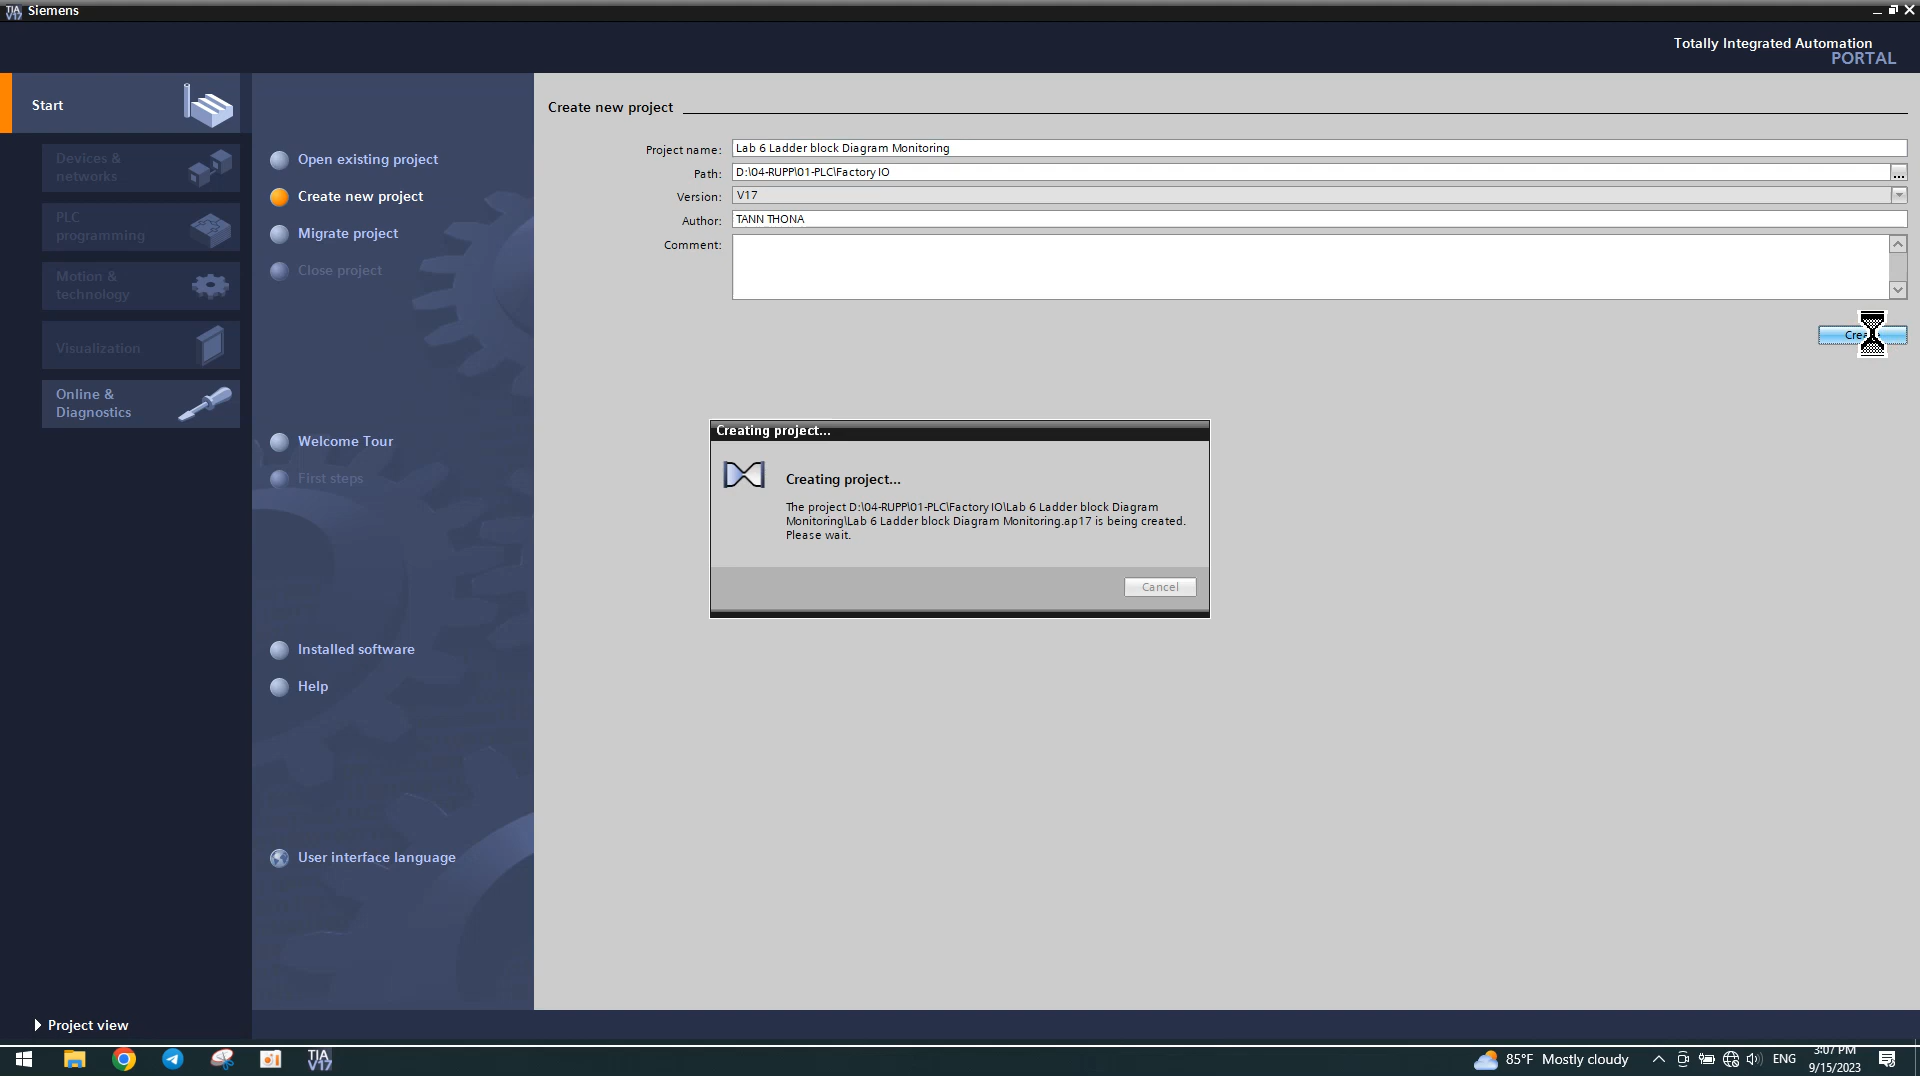 TIA
V17
Siemens
Totally Integrated Automation
PORTAL
Start
Devices &
networks
PLC
programming
Motion &
technology
Visualization
Online &
Diagnostics
Open existing project
Create new project
Migrate project
Close project
Welcome Tour
First steps
Installed software
Help
User interface language
Create new project
Project name: Lab 6 Ladder block Diagram Monitoring
Path: D:\04-RUPP\01-PLC\Factory IO
...
Version: V17
Author: TANN THONA
Comment:
Creating project...
Creating project...
The project D:\04-RUPP\01-PLC\Factory IO\Lab 6 Ladder block Diagram
Monitoring\Lab 6 Ladder block Diagram Monitoring.ap17 is being created.
Please wait.
Cancel
Project view
TIA
V17
85°F Mostly cloudy
ENG
3:07 PM
9/15/2023